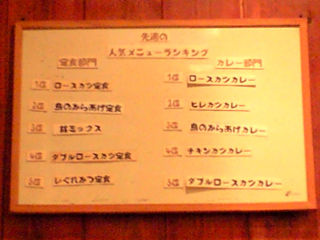 先週の
人気メニューランキング
定食部門
1位 ロースカツ定食
2位 鳥のからあげ定食
3位 豚ミックス
4位 ダブルロースカツ定食
5位 しぐれみつ定食
カレー部門
1位 ロースカツカレー
2位 ヒレカツカレー
3位 鳥のからあげカレー
4位 チキンカツカレー
5位 ダブルロースカツカレー